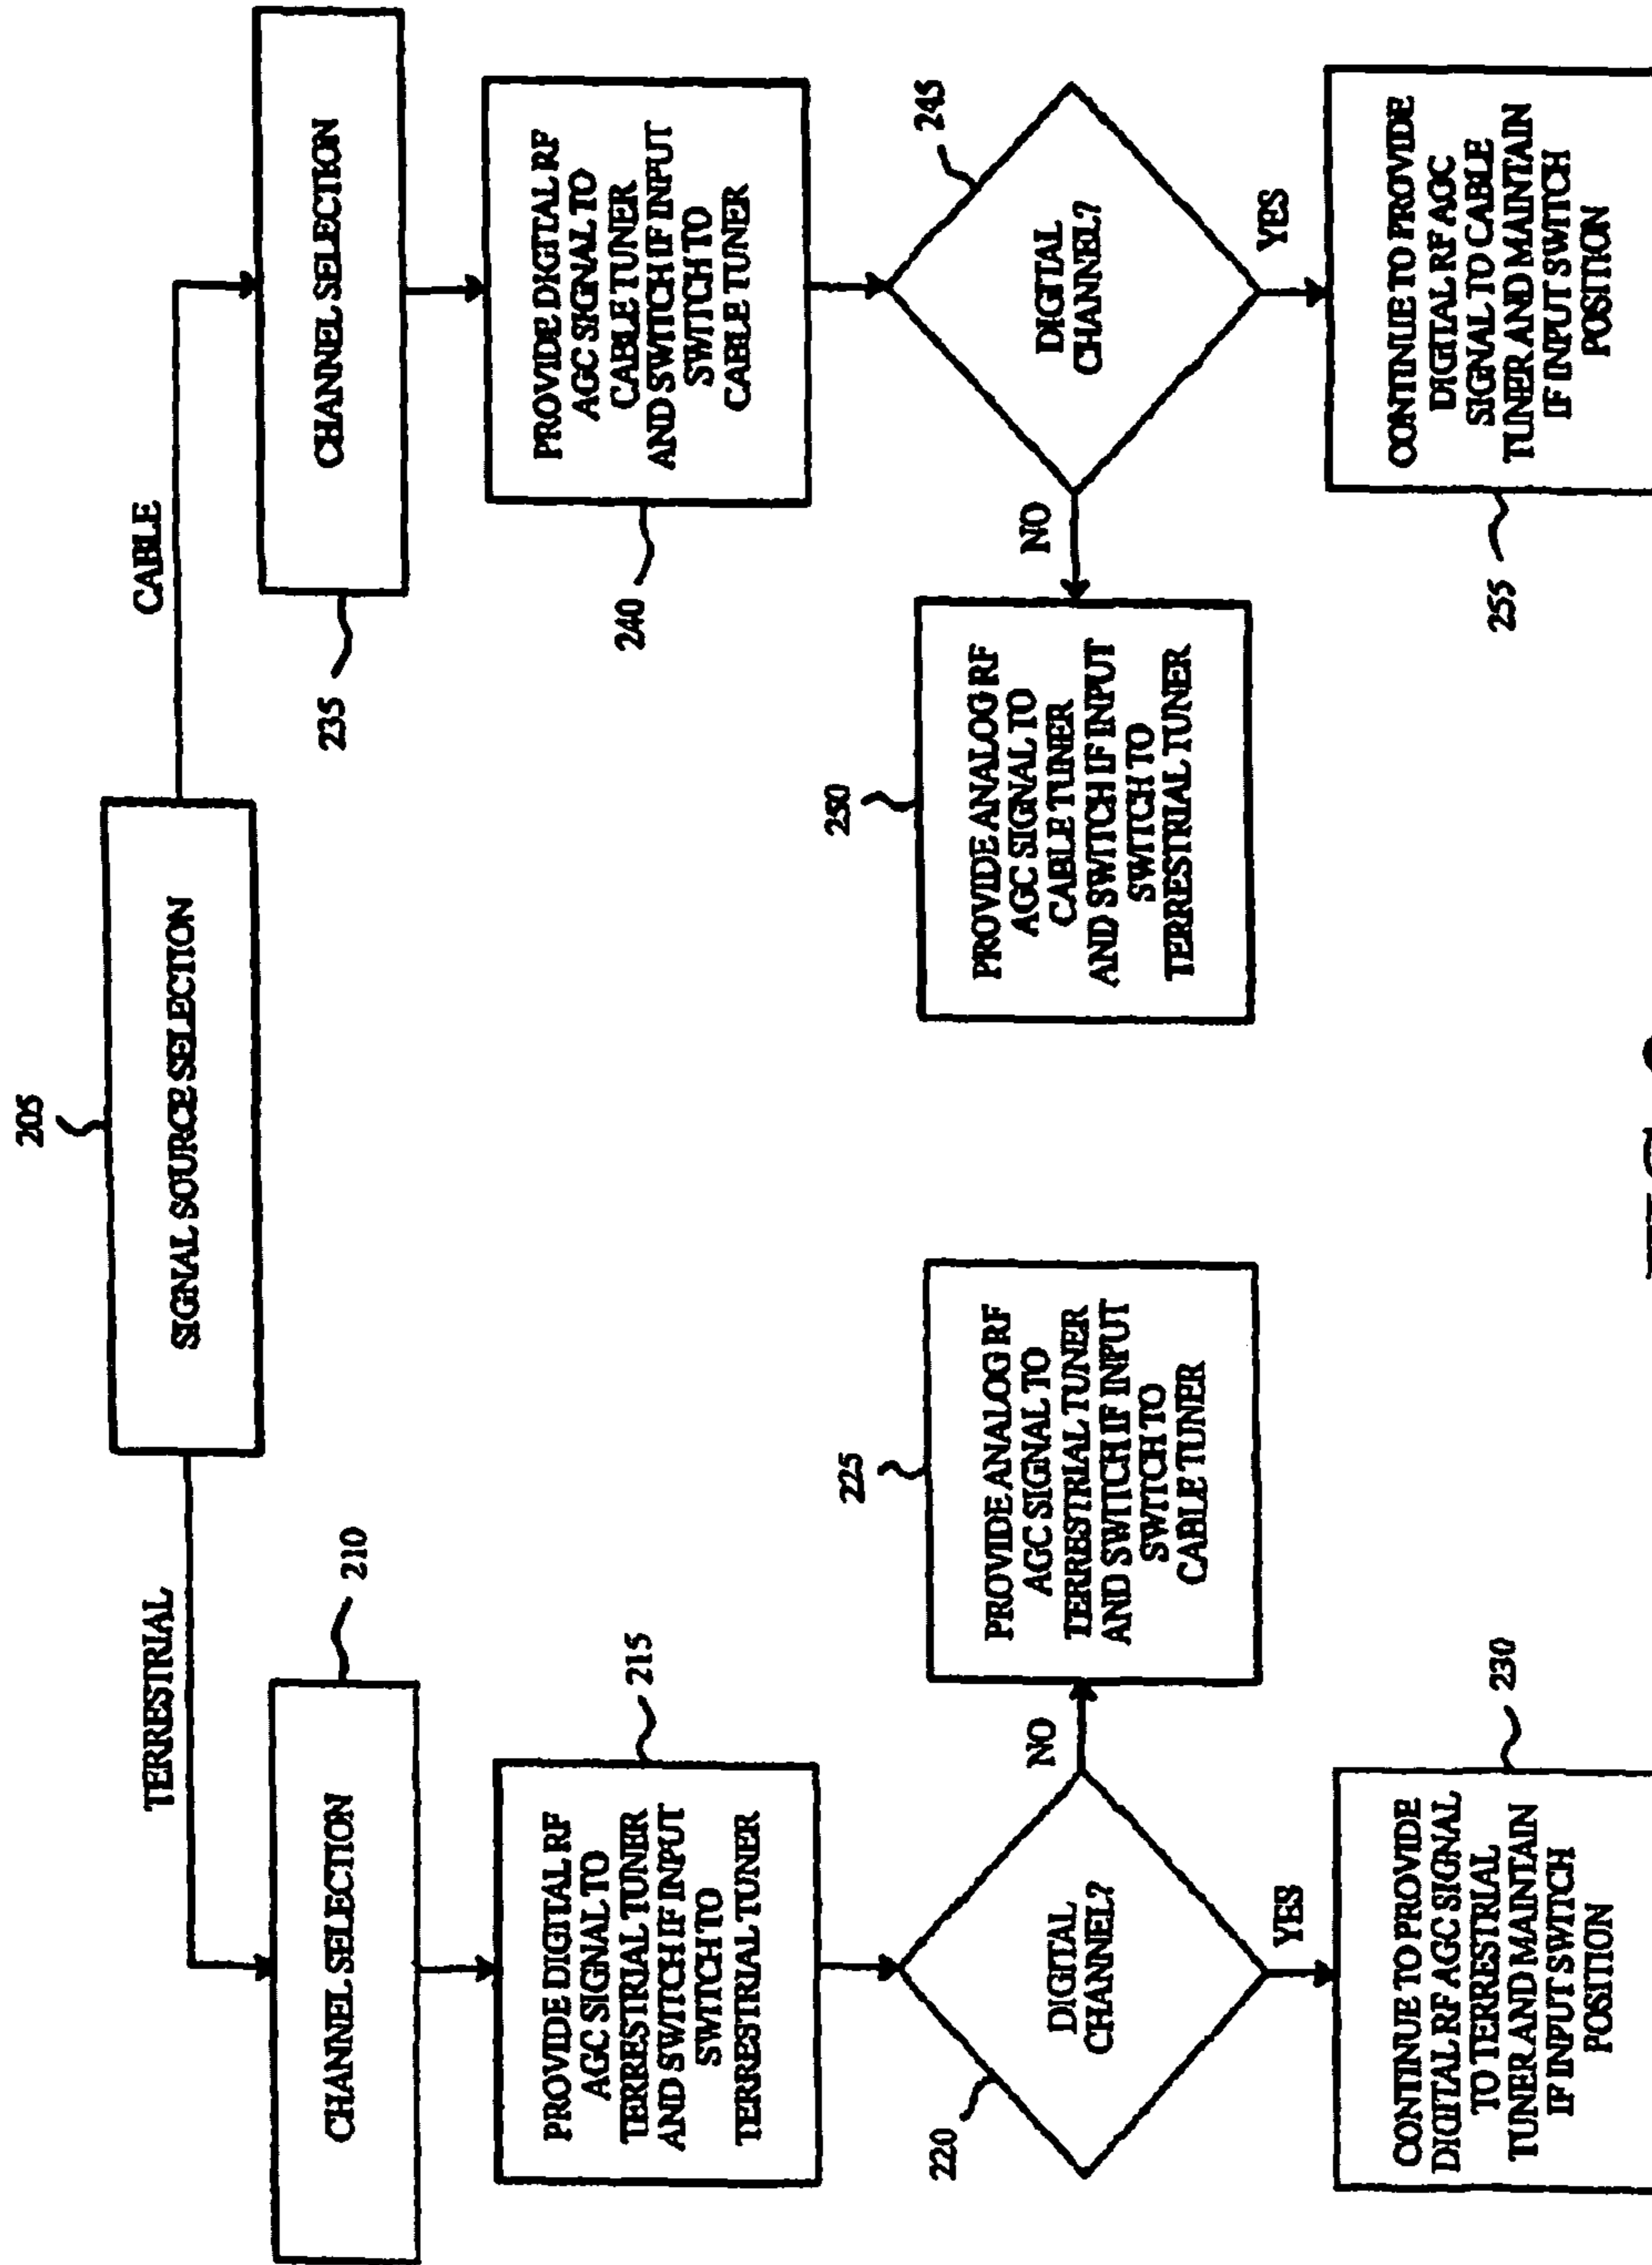 205
SIGNAL SOURCE SELECTION
TERRESTRIAL
CABLE
CHANNEL SELECTION
210
PROVIDE DIGITAL RF
AGC SIGNAL TO
TERRESTRIAL TUNER
AND SWITCH IF INPUT
SWITCH TO
TERRESTRIAL TUNER
215
DIGITAL
CHANNEL?
220
NO
PROVIDE ANALOG RF
AGC SIGNAL TO
TERRESTRIAL TUNER
AND SWITCH IF INPUT
SWITCH TO
CABLE TUNER
225
YES
CONTINUE TO PROVIDE
DIGITAL RF AGC SIGNAL
TO TERRESTRIAL
TUNER AND MAINTAIN
IF INPUT SWITCH
POSITION
230
CHANNEL SELECTION
235
PROVIDE DIGITAL RF
AGC SIGNAL TO
CABLE TUNER
AND SWITCH IF INPUT
SWITCH TO
CABLE TUNER
240
DIGITAL
CHANNEL?
245
NO
PROVIDE ANALOG RF
AGC SIGNAL TO
CABLE TUNER
AND SWITCH IF INPUT
SWITCH TO
TERRESTRIAL TUNER
250
YES
CONTINUE TO PROVIDE
DIGITAL RF AGC
SIGNAL TO CABLE
TUNER AND MAINTAIN
IF INPUT SWITCH
POSITION
255